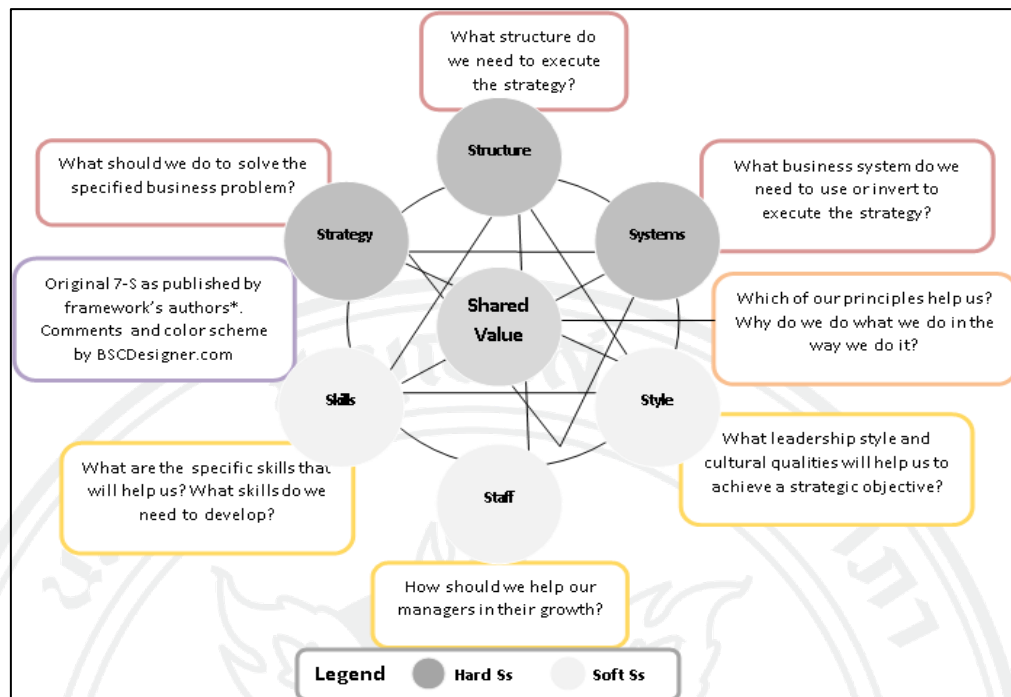 What structure do
we need to execute
the strategy?
Structure
What should we do to solve the
specified business problem?
What business system do we
need to use or invert to
execute the strategy?
Strategy
Systems
Original 7-S as published by
framework's authors*.
Comments and color scheme
by BSCDesigner.com
Shared
Value
Which of our principles help us?
Why do we do what we do in the
way we do it?
Skills
Style
What are the specific skills that
will help us? What skills do we
need to develop?
What leadership style and
cultural qualities will help us to
achieve a strategic objective?
Staff
How should we help our
managers in their growth?
Legend
Hard Ss
Soft Ss